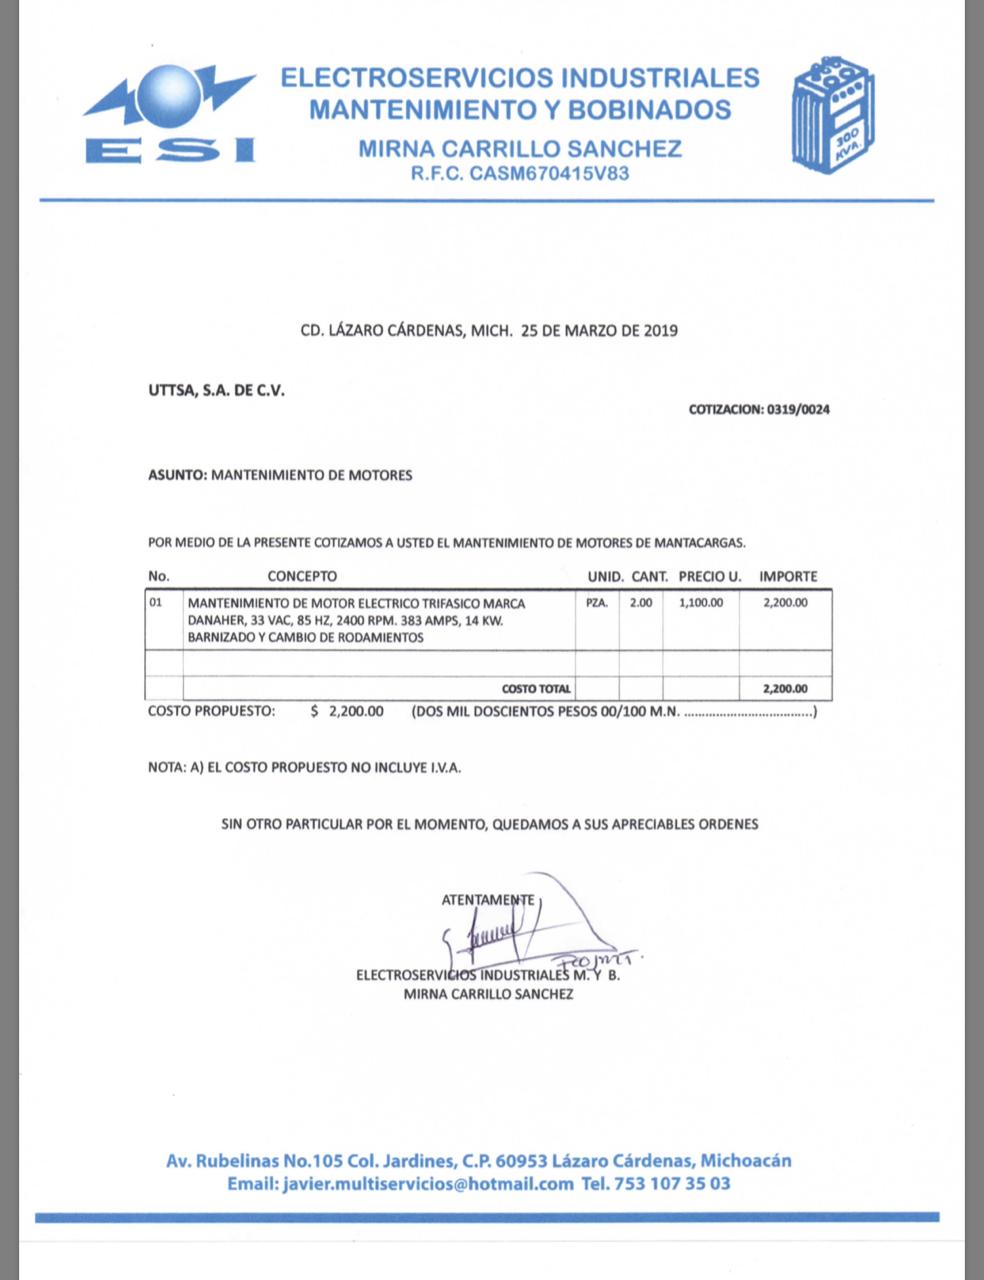 ESI
ELECTROSERVICIOS INDUSTRIALES
MANTENIMIENTO Y BOBINADOS
MIRNA CARRILLO SANCHEZ
R.F.C. CASM670415V83
300
KVA.
CD. LÁZARO CÁRDENAS, MICH. 25 DE MARZO DE 2019
UTTSA, S.A. DE C.V.
COTIZACION: 0319/0024
ASUNTO: MANTENIMIENTO DE MOTORES
POR MEDIO DE LA PRESENTE COTIZAMOS A USTED EL MANTENIMIENTO DE MOTORES DE MANTACARGAS.
No. CONCEPTO UNID. CANT. PRECIO U. IMPORTE
01 MANTENIMIENTO DE MOTOR ELECTRICO TRIFASICO MARCA PZA. 2.00 1,100.00 2,200.00
DANAHER, 33 VAC, 85 HZ, 2400 RPM. 383 AMPS, 14 KW.
BARNIZADO Y CAMBIO DE RODAMIENTOS
COSTO TOTAL 2,200.00
COSTO PROPUESTO: $ 2,200.00 (DOS MIL DOSCIENTOS PESOS 00/100 M.N. .......................................)
NOTA: A) EL COSTO PROPUESTO NO INCLUYE I.V.A.
SIN OTRO PARTICULAR POR EL MOMENTO, QUEDAMOS A SUS APRECIABLES ORDENES
ATENTAMENTE
ELECTROSERVICIOS INDUSTRIALES M. Y B.
MIRNA CARRILLO SANCHEZ
Av. Rubelinas No.105 Col. Jardines, C.P. 60953 Lázaro Cárdenas, Michoacán
Email: javier.multiservicios@hotmail.com Tel. 753 107 35 03